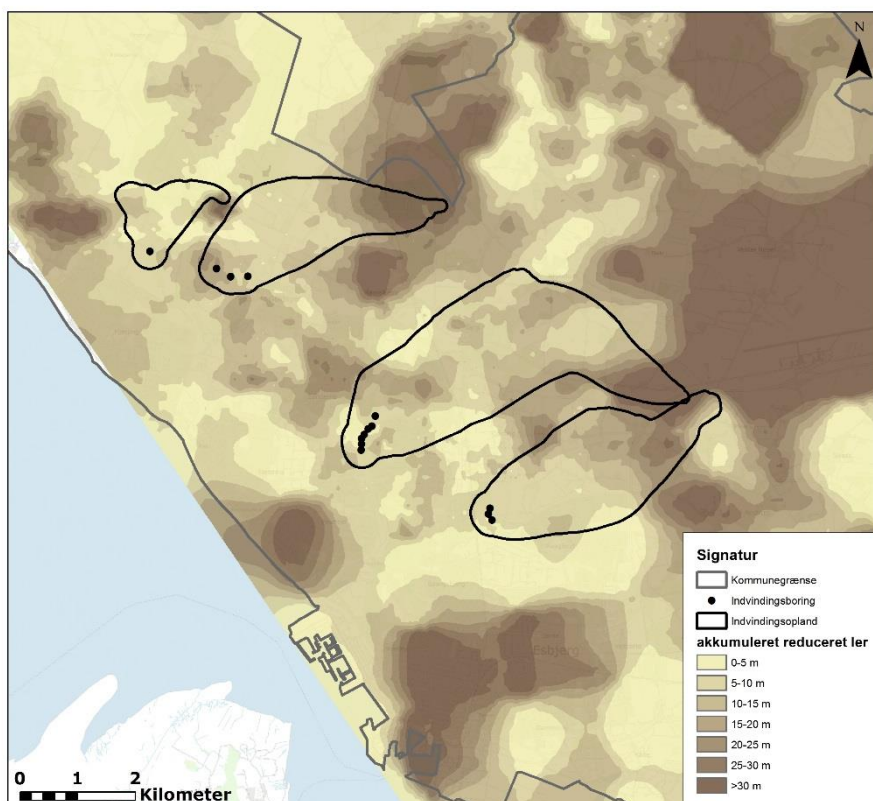 N
Esbjerg
Signatur
Kommunegrænse
Indvindingsboring
Indvindingsopland
akkumuleret reduceret ler
0-5 m
5-10 m
10-15 m
15-20 m
20-25 m
25-30 m
>30 m
0 1 2
Kilometer